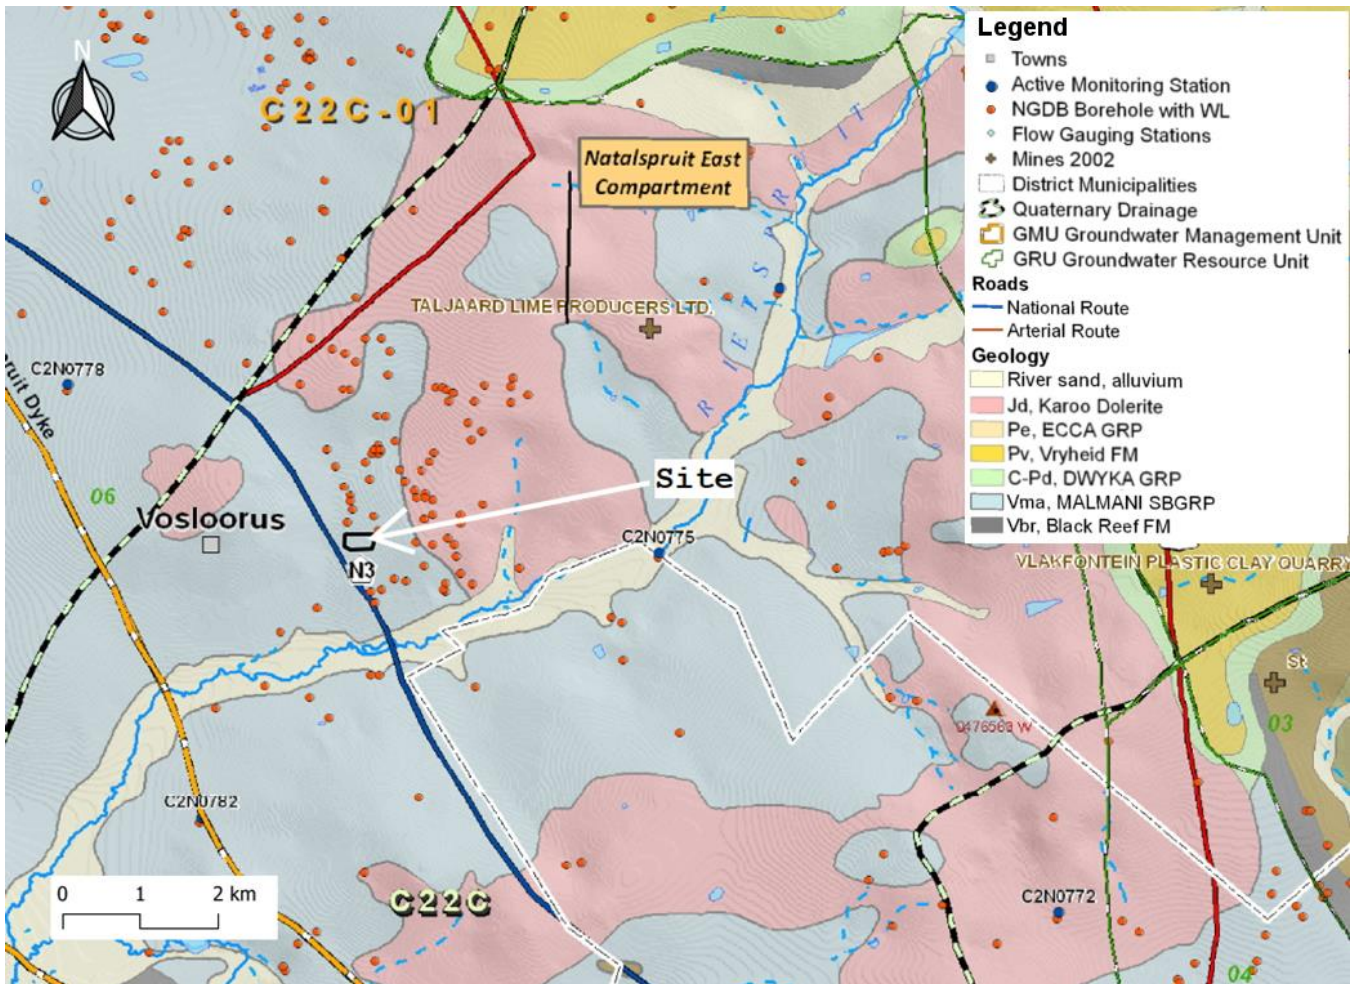 N
C22C-01
Natalspruit East
Compartment
TALJAARD LIME PRODUCERS LTD.
RIETSPRUIT
C2N0778
ruit Dyke
06
Vosloorus
Site
C2N0775
N3
VLAKFONTEIN PLASTIC CLAY QUARRY
St
03
0476563 W
C2N0782
C22C
C2N0772
04
0 1 2 km
Legend
Towns
Active Monitoring Station
NGDB Borehole with WL
Flow Gauging Stations
Mines 2002
District Municipalities
Quaternary Drainage
GMU Groundwater Management Unit
GRU Groundwater Resource Unit
Roads
National Route
Arterial Route
Geology
River sand, alluvium
Jd, Karoo Dolerite
Pe, ECCA GRP
Pv, Vryheid FM
C-Pd, DWYKA GRP
Vma, MALMANI SBGRP
Vbr, Black Reef FM